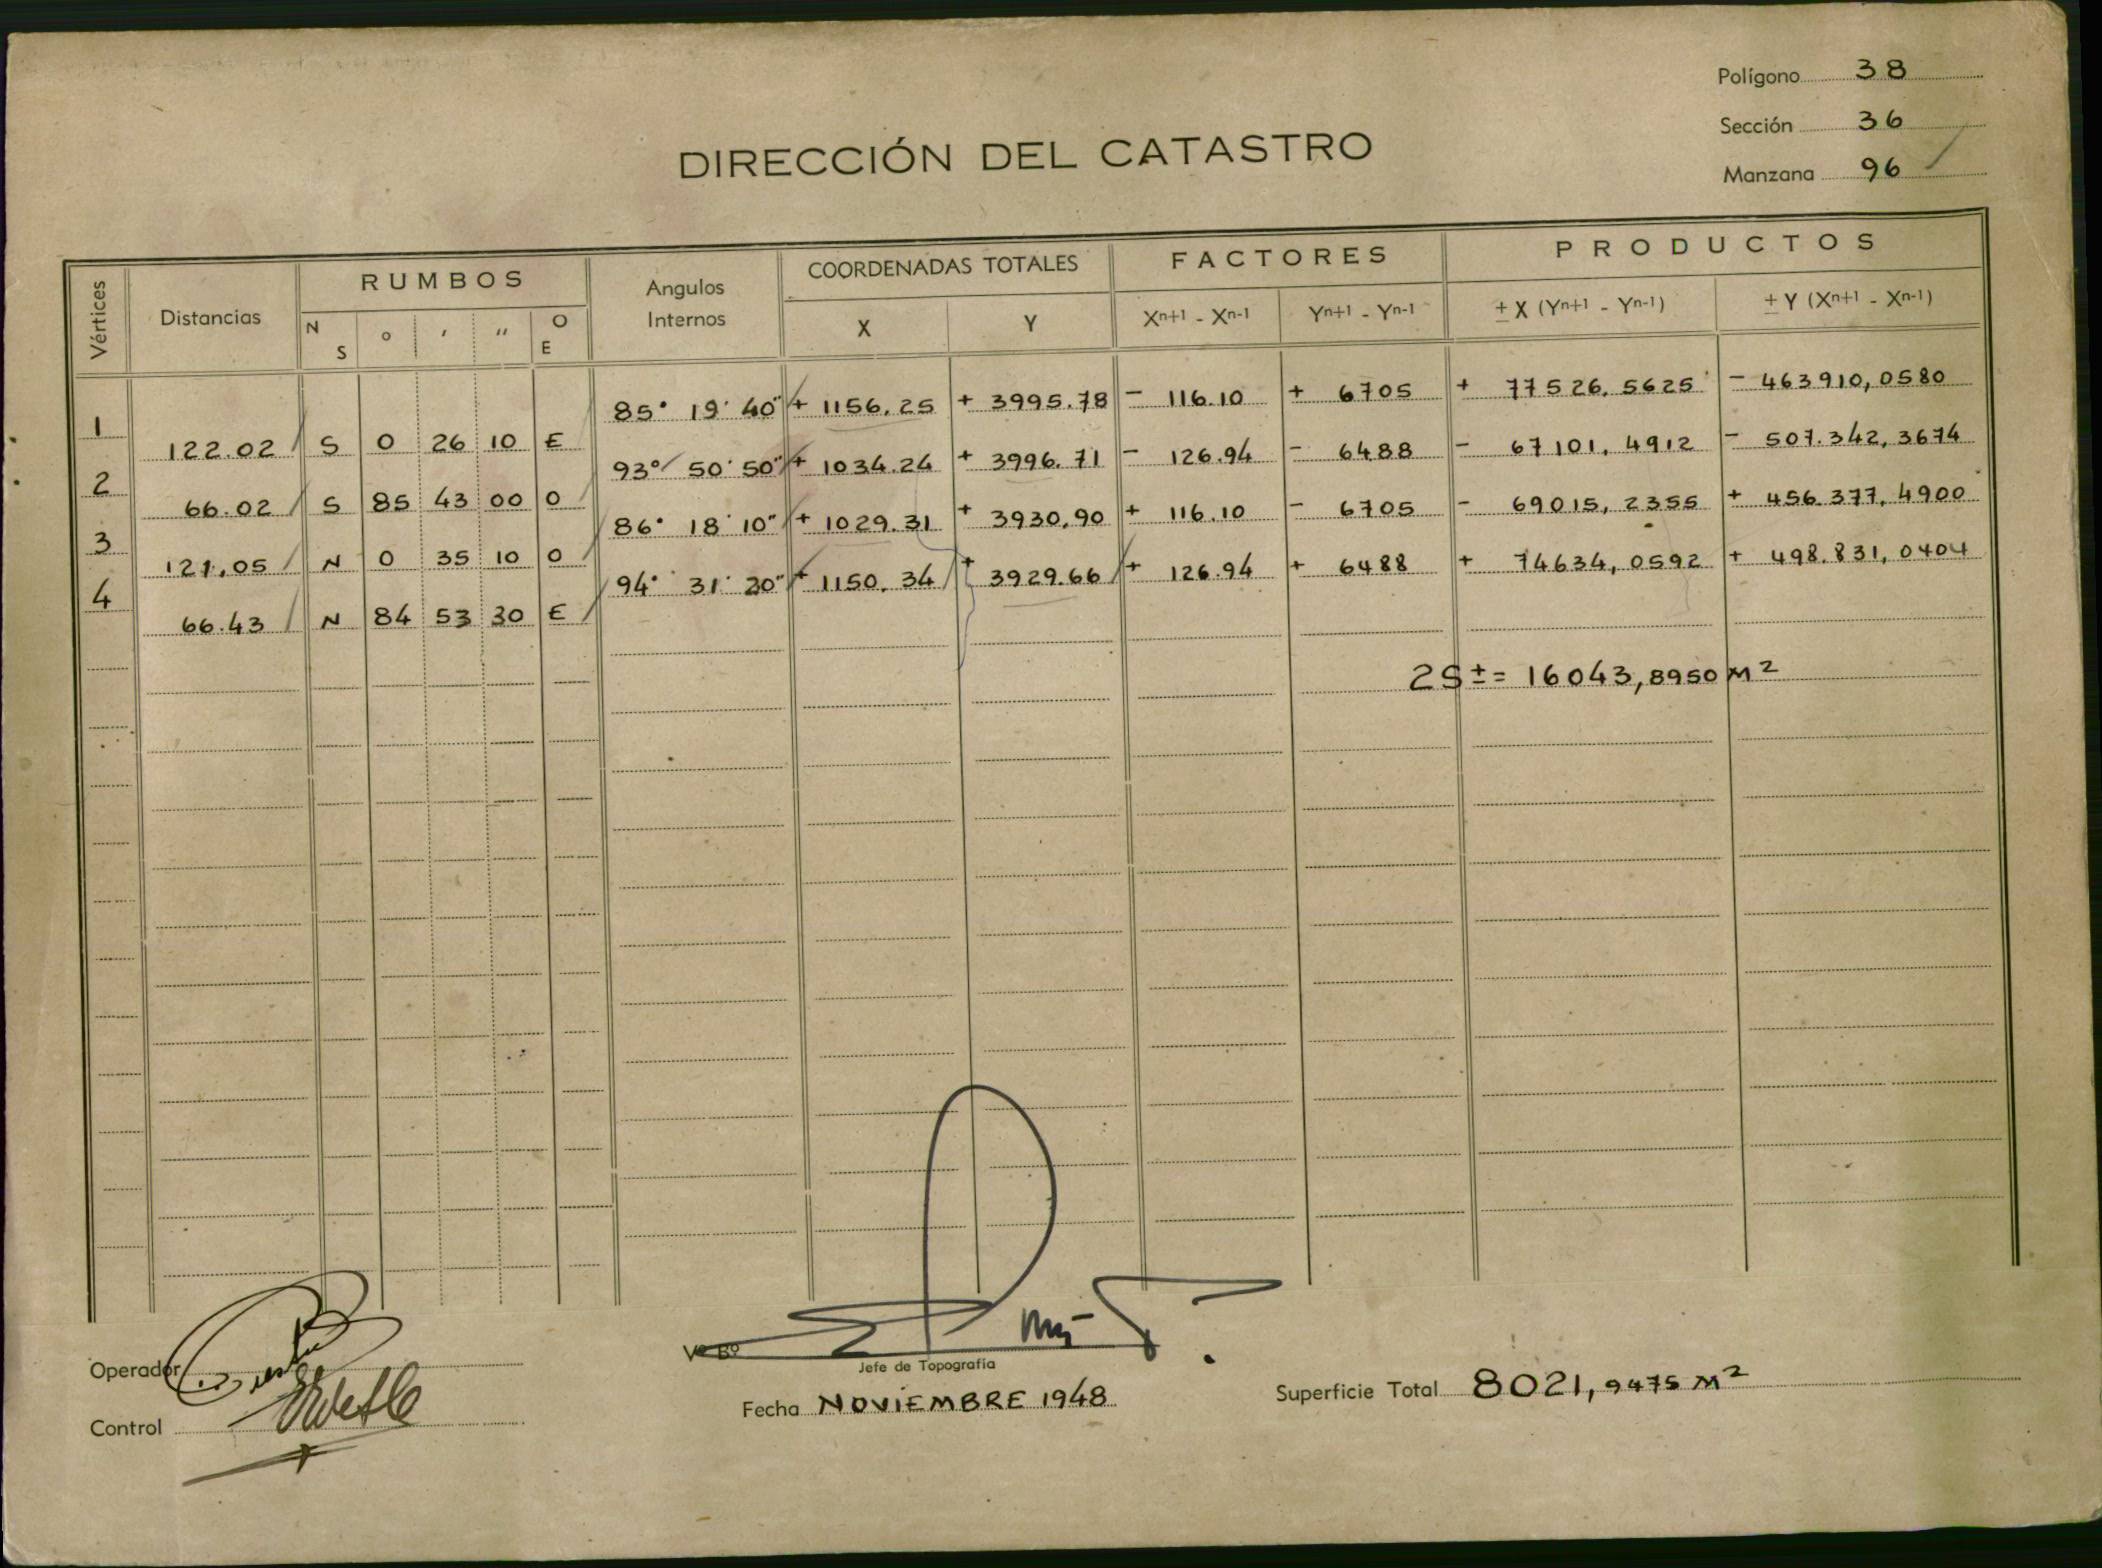 Polígono 38
Sección 36
Manzana 96
DIRECCIÓN DEL CATASTRO
Vértices Distancias RUMBOS Angulos Internos COORDENADAS TOTALES FACTORES PRODUCTOS
N S ° ′ ″ O E X Y Xn+1 - Xn-1 Yn+1 - Yn-1 ± X (Yn+1 - Yn-1) ± Y (Xn+1 - Xn-1)
1 85° 19' 40" + 1156.25 + 3995.78 - 116.10 + 6705 + 77526,5625 - 463910,0580
122.02 S 0 26 10 E
2 93° 50' 50" + 1034.24 + 3996.71 - 126.94 - 6488 - 67101,4912 - 507.342,3674
66.02 S 85 43 00 O
3 86° 18' 10" + 1029.31 + 3930,90 + 116.10 - 6705 - 69015,2355 + 456.377,4900
121,05 N 0 35 10 O
4 94° 31' 20" + 1150.34 + 3929.66 + 126.94 + 6488 + 74634,0592 + 498.831,0404
66.43 N 84 53 30 E
2S ± = 16043,8950 M²
Operador
Vº Bº
Jefe de Topografía
Control
Fecha NOVIEMBRE 1948
Superficie Total 8021,9475 M²